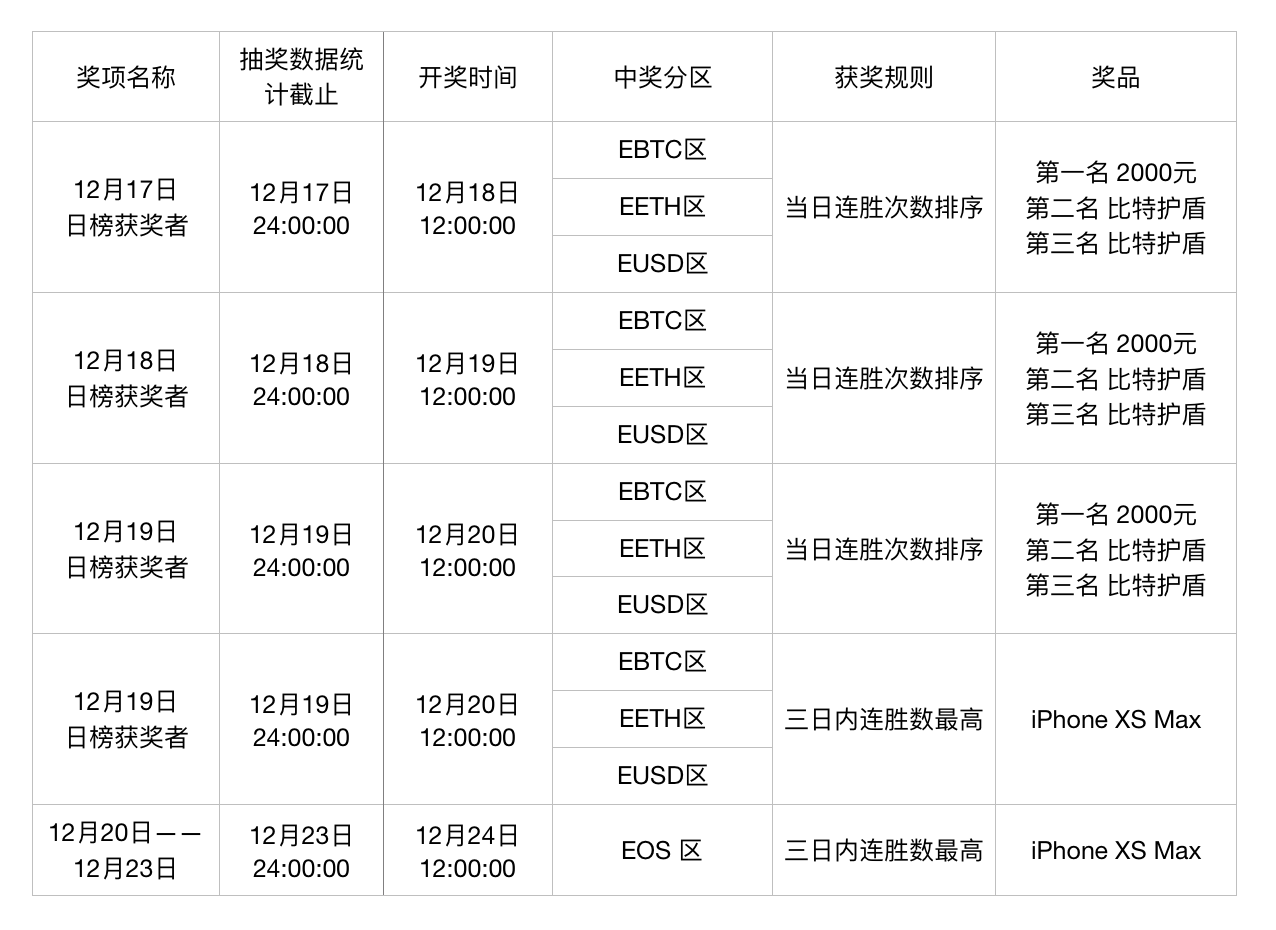 奖项名称
抽奖数据统
计截止
开奖时间
中奖分区
获奖规则
奖品
12月17日
日榜获奖者
12月17日
24:00:00
12月18日
12:00:00
EBTC区
EETH区
EUSD区
当日连胜次数排序
第一名 2000元
第二名 比特护盾
第三名 比特护盾
12月18日
日榜获奖者
12月18日
24:00:00
12月19日
12:00:00
EBTC区
EETH区
EUSD区
当日连胜次数排序
第一名 2000元
第二名 比特护盾
第三名 比特护盾
12月19日
日榜获奖者
12月19日
24:00:00
12月20日
12:00:00
EBTC区
EETH区
EUSD区
当日连胜次数排序
第一名 2000元
第二名 比特护盾
第三名 比特护盾
12月19日
日榜获奖者
12月19日
24:00:00
12月20日
12:00:00
EBTC区
EETH区
EUSD区
三日内连胜数最高
iPhone XS Max
12月20日——
12月23日
12月23日
24:00:00
12月24日
12:00:00
EOS 区
三日内连胜数最高
iPhone XS Max